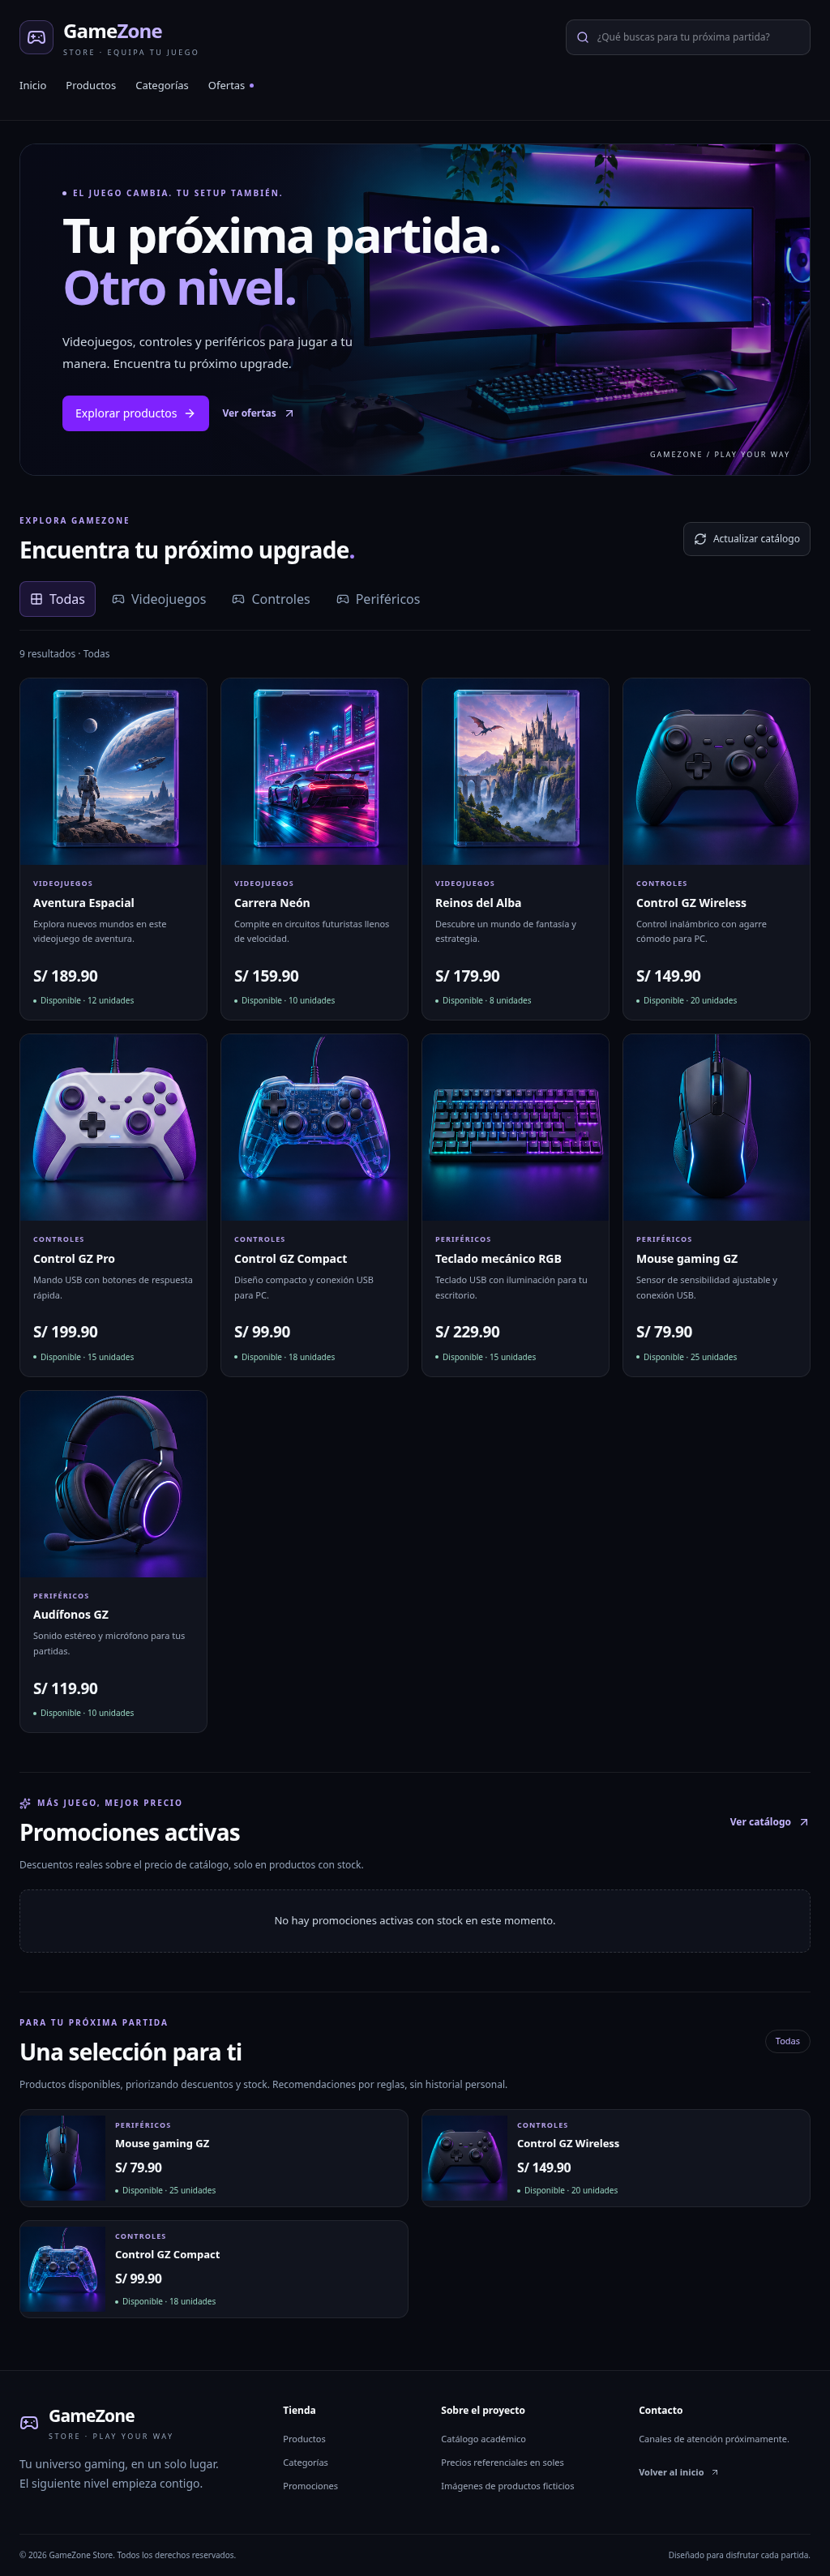 GameZone
STORE · EQUIPA TU JUEGO
¿Qué buscas para tu próxima partida?
Inicio Productos Categorías Ofertas
EL JUEGO CAMBIA. TU SETUP TAMBIÉN.
Tu próxima partida.
Otro nivel.
Videojuegos, controles y periféricos para jugar a tu
manera. Encuentra tu próximo upgrade.
Explorar productos Ver ofertas
GAMEZONE / PLAY YOUR WAY
EXPLORA GAMEZONE
Encuentra tu próximo upgrade.
Actualizar catálogo
Todas Videojuegos Controles Periféricos
9 resultados · Todas
VIDEOJUEGOS
Aventura Espacial
Explora nuevos mundos en este
videojuego de aventura.
S/ 189.90
Disponible · 12 unidades
VIDEOJUEGOS
Carrera Neón
Compite en circuitos futuristas llenos
de velocidad.
S/ 159.90
Disponible · 10 unidades
VIDEOJUEGOS
Reinos del Alba
Descubre un mundo de fantasía y
estrategia.
S/ 179.90
Disponible · 8 unidades
CONTROLES
Control GZ Wireless
Control inalámbrico con agarre
cómodo para PC.
S/ 149.90
Disponible · 20 unidades
CONTROLES
Control GZ Pro
Mando USB con botones de respuesta
rápida.
S/ 199.90
Disponible · 15 unidades
CONTROLES
Control GZ Compact
Diseño compacto y conexión USB
para PC.
S/ 99.90
Disponible · 18 unidades
PERIFÉRICOS
Teclado mecánico RGB
Teclado USB con iluminación para tu
escritorio.
S/ 229.90
Disponible · 15 unidades
PERIFÉRICOS
Mouse gaming GZ
Sensor de sensibilidad ajustable y
conexión USB.
S/ 79.90
Disponible · 25 unidades
PERIFÉRICOS
Audífonos GZ
Sonido estéreo y micrófono para tus
partidas.
S/ 119.90
Disponible · 10 unidades
MÁS JUEGO, MEJOR PRECIO
Promociones activas
Ver catálogo
Descuentos reales sobre el precio de catálogo, solo en productos con stock.
No hay promociones activas con stock en este momento.
PARA TU PRÓXIMA PARTIDA
Una selección para ti
Todas
Productos disponibles, priorizando descuentos y stock. Recomendaciones por reglas, sin historial personal.
PERIFÉRICOS
Mouse gaming GZ
S/ 79.90
Disponible · 25 unidades
CONTROLES
Control GZ Wireless
S/ 149.90
Disponible · 20 unidades
CONTROLES
Control GZ Compact
S/ 99.90
Disponible · 18 unidades
GameZone
STORE · PLAY YOUR WAY
Tu universo gaming, en un solo lugar.
El siguiente nivel empieza contigo.
Tienda
Productos
Categorías
Promociones
Sobre el proyecto
Catálogo académico
Precios referenciales en soles
Imágenes de productos ficticios
Contacto
Canales de atención próximamente.
Volver al inicio
© 2026 GameZone Store. Todos los derechos reservados.
Diseñado para disfrutar cada partida.